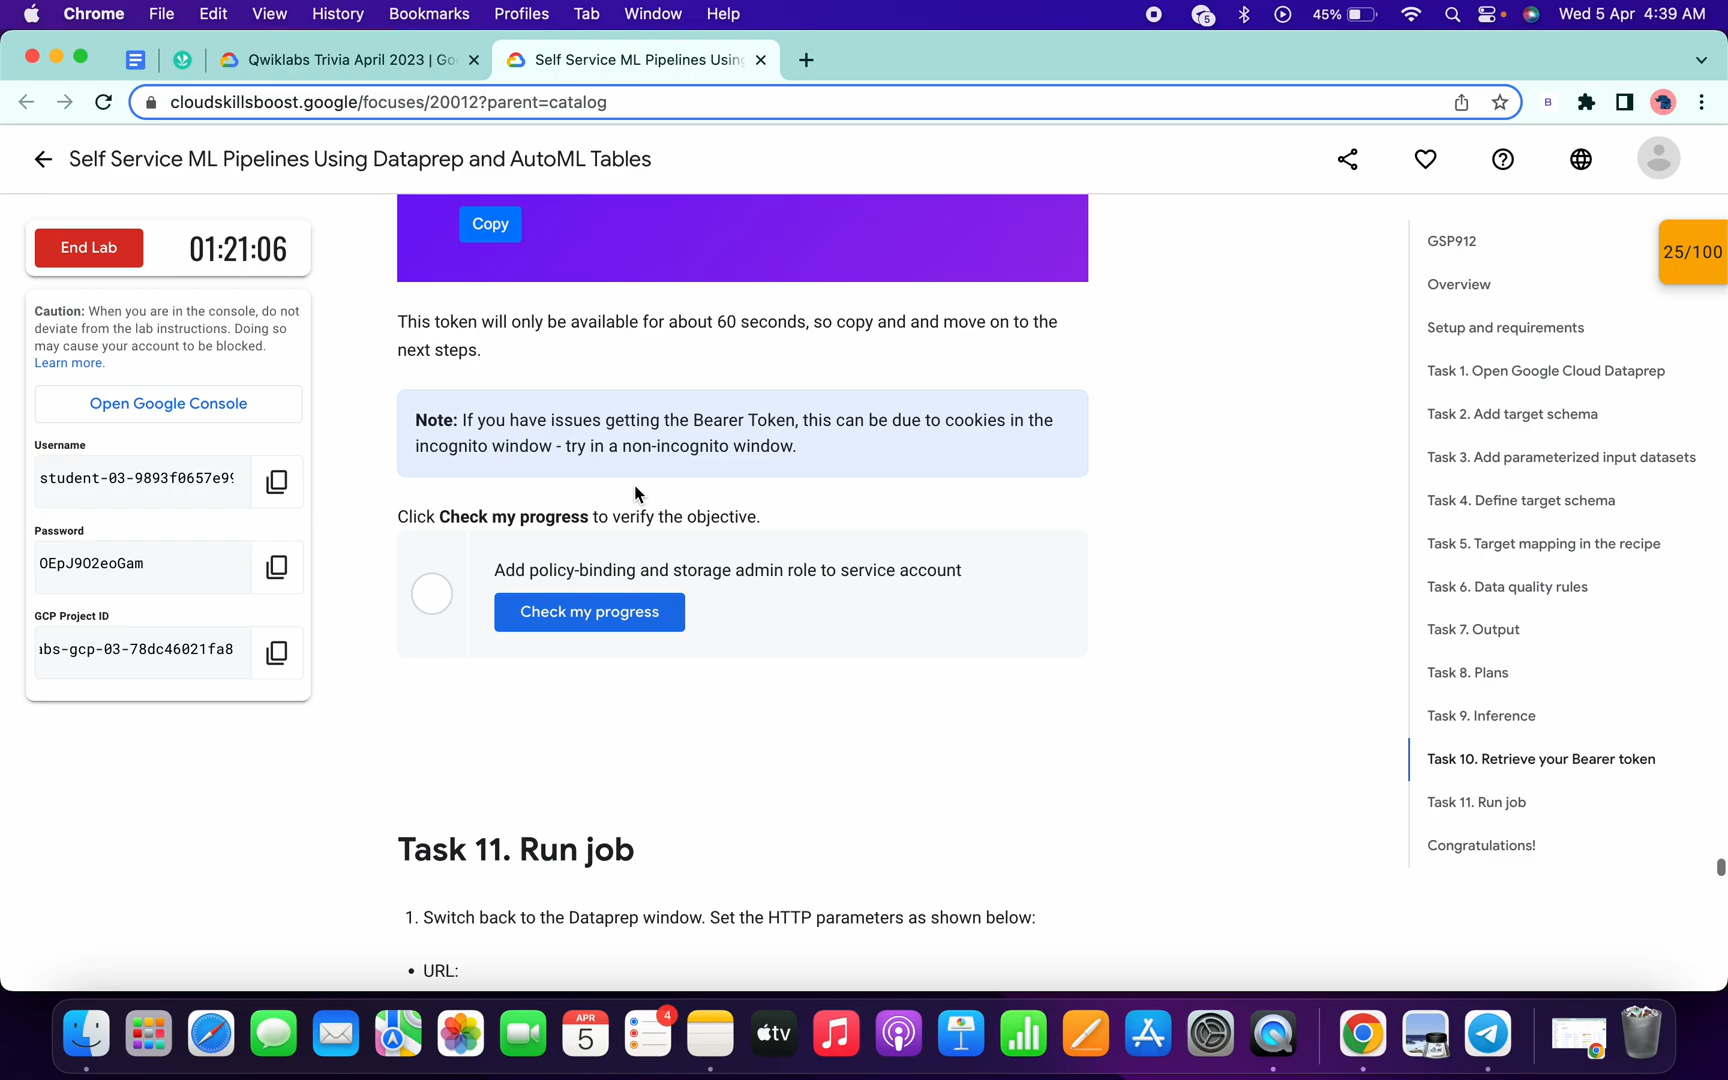 Chrome File Edit View History Bookmarks Profiles Tab Window Help 5 45% Wed 5 Apr 4:39 AM
Qwiklabs Trivia April 2023 | Go Self Service ML Pipelines Using
cloudskillsboost.google/focuses/20012?parent=catalog B
Self Service ML Pipelines Using Dataprep and AutoML Tables
End Lab 01:21:06
Caution: When you are in the console, do not
deviate from the lab instructions. Doing so
may cause your account to be blocked.
Learn more.
Open Google Console
Username
student-03-9893f0657e99
Password
OEpJ9O2eoGam
GCP Project ID
abs-gcp-03-78dc46021fa8
Copy
This token will only be available for about 60 seconds, so copy and and move on to the
next steps.
Note: If you have issues getting the Bearer Token, this can be due to cookies in the
incognito window - try in a non-incognito window.
Click Check my progress to verify the objective.
Add policy-binding and storage admin role to service account
Check my progress
Task 11. Run job
1. Switch back to the Dataprep window. Set the HTTP parameters as shown below:
• URL:
GSP912
25/100
Overview
Setup and requirements
Task 1. Open Google Cloud Dataprep
Task 2. Add target schema
Task 3. Add parameterized input datasets
Task 4. Define target schema
Task 5. Target mapping in the recipe
Task 6. Data quality rules
Task 7. Output
Task 8. Plans
Task 9. Inference
Task 10. Retrieve your Bearer token
Task 11. Run job
Congratulations!
APR
5
4
tv